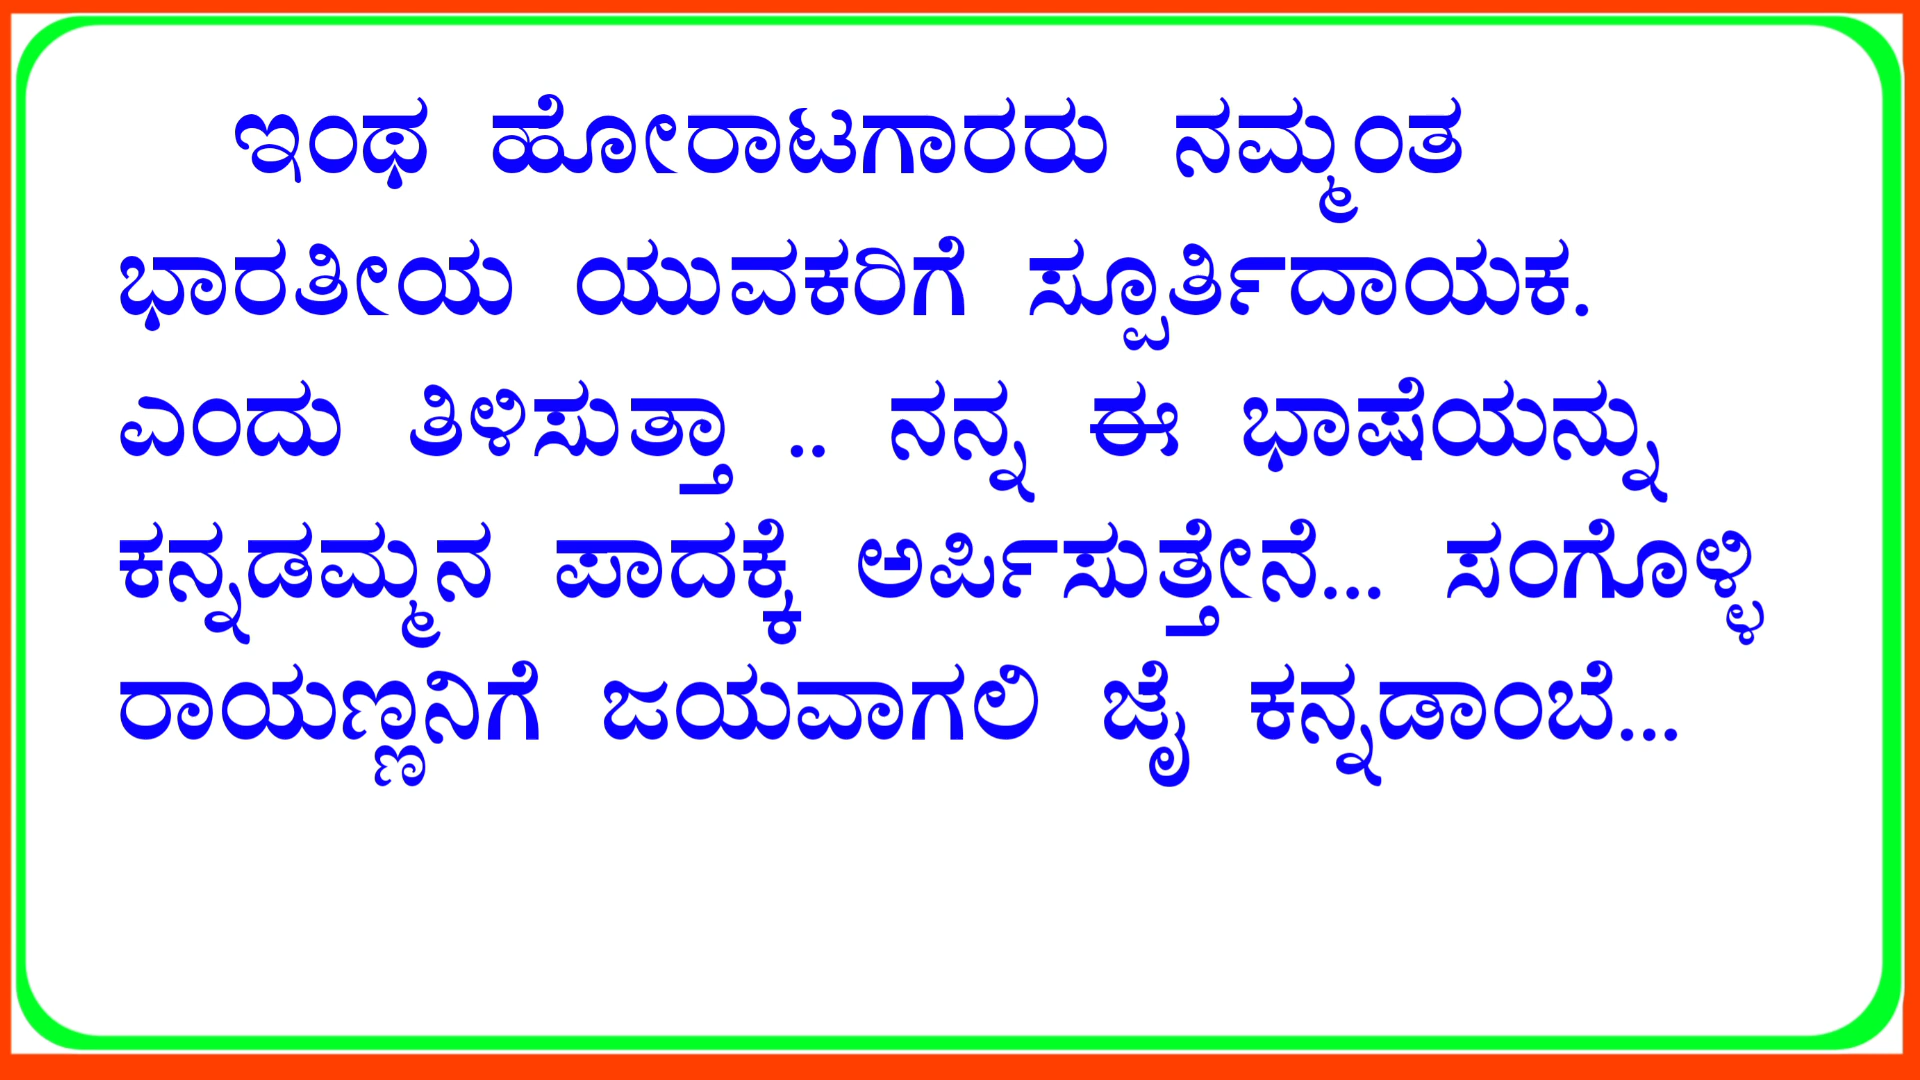 ಇಂಥ ಹೋರಾಟಗಾರರು ನಮ್ಮಂತ
ಭಾರತೀಯ ಯುವಕರಿಗೆ ಸ್ಪೂರ್ತಿದಾಯಕ.
ಎಂದು ತಿಳಿಸುತ್ತಾ .. ನನ್ನ ಈ ಭಾಷೆಯನ್ನು
ಕನ್ನಡಮ್ಮನ ಪಾದಕ್ಕೆ ಅರ್ಪಿಸುತ್ತೇನೆ... ಸಂಗೊಳ್ಳಿ
ರಾಯಣ್ಣನಿಗೆ ಜಯವಾಗಲಿ ಜೈ ಕನ್ನಡಾಂಬೆ...